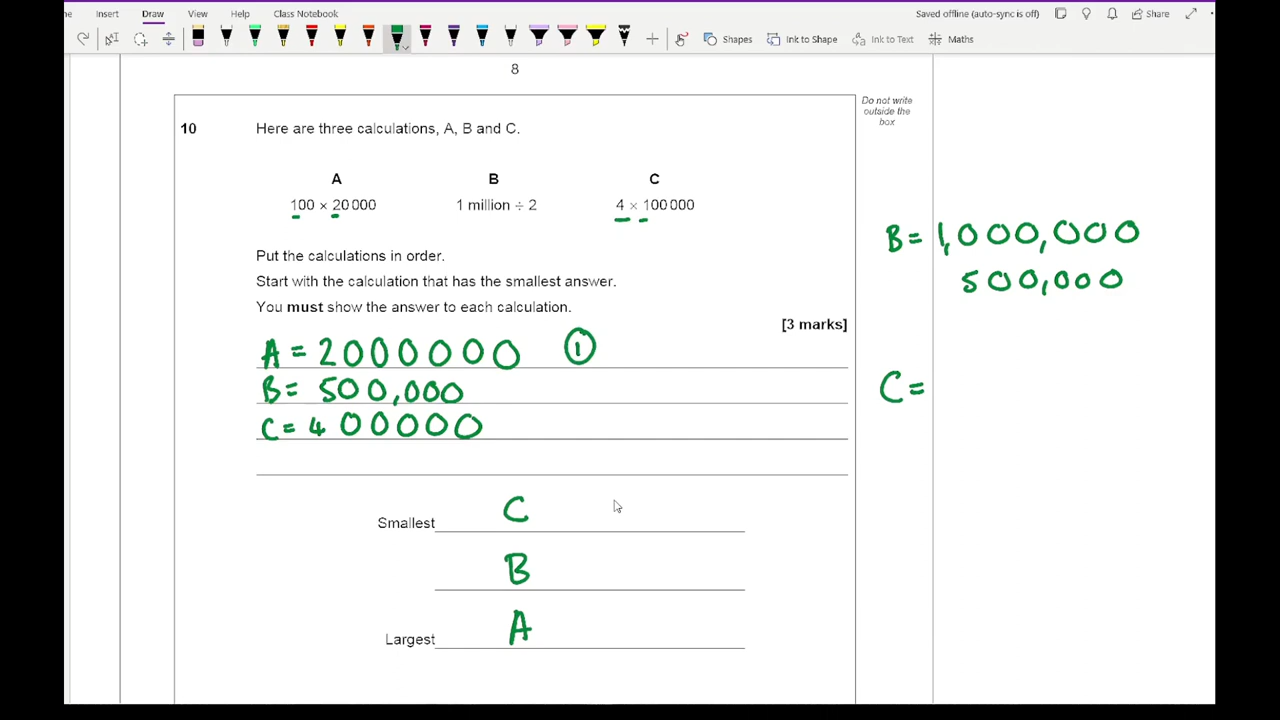 Insert Draw View Help Class Notebook Saved offline (auto-sync is off) Share
Shapes Ink to Shape Ink to Text Maths
8
Do not write
outside the
box
10 Here are three calculations, A, B and C.
A B C
100 × 20 000 1 million ÷ 2 4 × 100 000
B = 1,000,000
500,000
Put the calculations in order.
Start with the calculation that has the smallest answer.
You must show the answer to each calculation.
[3 marks]
A = 2000000 1
B = 500,000
C =
C = 400000
Smallest C
B
Largest A